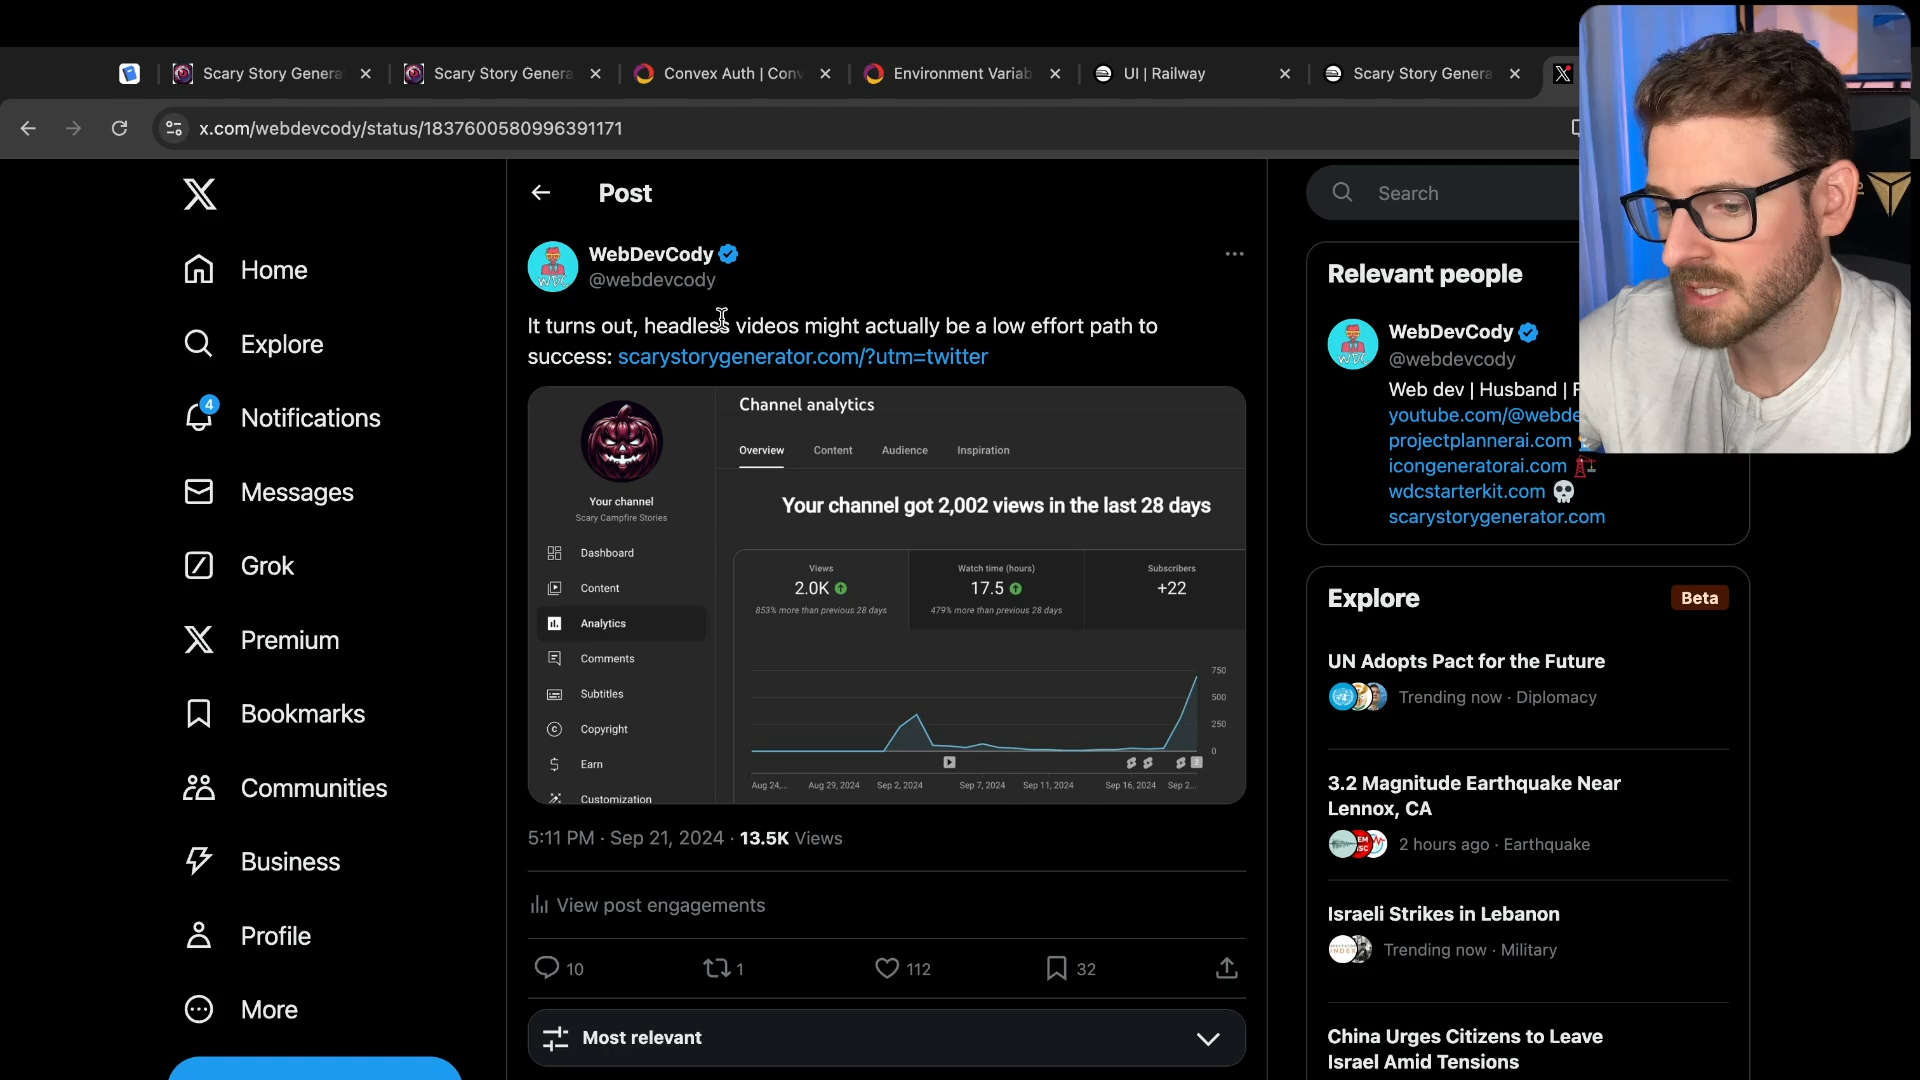 Scary Story Genera
Scary Story Genera
Convex Auth | Conv
Environment Variab
UI | Railway
Scary Story Genera
x.com/webdevcody/status/1837600580996391171
Home
Explore
4
Notifications
Messages
Grok
Premium
Bookmarks
Communities
Business
Profile
More
Post
WebDevCody
@webdevcody
It turns out, headless videos might actually be a low effort path to
success: scarystorygenerator.com/?utm=twitter
Your channel
Scary Campfire Stories
Dashboard
Content
Analytics
Comments
Subtitles
Copyright
Earn
Customization
Channel analytics
Overview Content Audience Inspiration
Your channel got 2,002 views in the last 28 days
Views
2.0K
853% more than previous 28 days
Watch time (hours)
17.5
479% more than previous 28 days
Subscribers
+22
750
500
250
0
Aug 24,... Aug 29, 2024 Sep 2, 2024 Sep 7, 2024 Sep 11, 2024 Sep 16, 2024 Sep 2...
5:11 PM · Sep 21, 2024 · 13.5K Views
View post engagements
10 1 112 32
Most relevant
Search
Relevant people
WebDevCody
@webdevcody
Web dev | Husband |
youtube.com/@webde
projectplannerai.com
icongeneratorai.com
wdcstarterkit.com
scarystorygenerator.com
Explore
Beta
UN Adopts Pact for the Future
Trending now · Diplomacy
3.2 Magnitude Earthquake Near
Lennox, CA
2 hours ago · Earthquake
Israeli Strikes in Lebanon
Trending now · Military
China Urges Citizens to Leave
Israel Amid Tensions